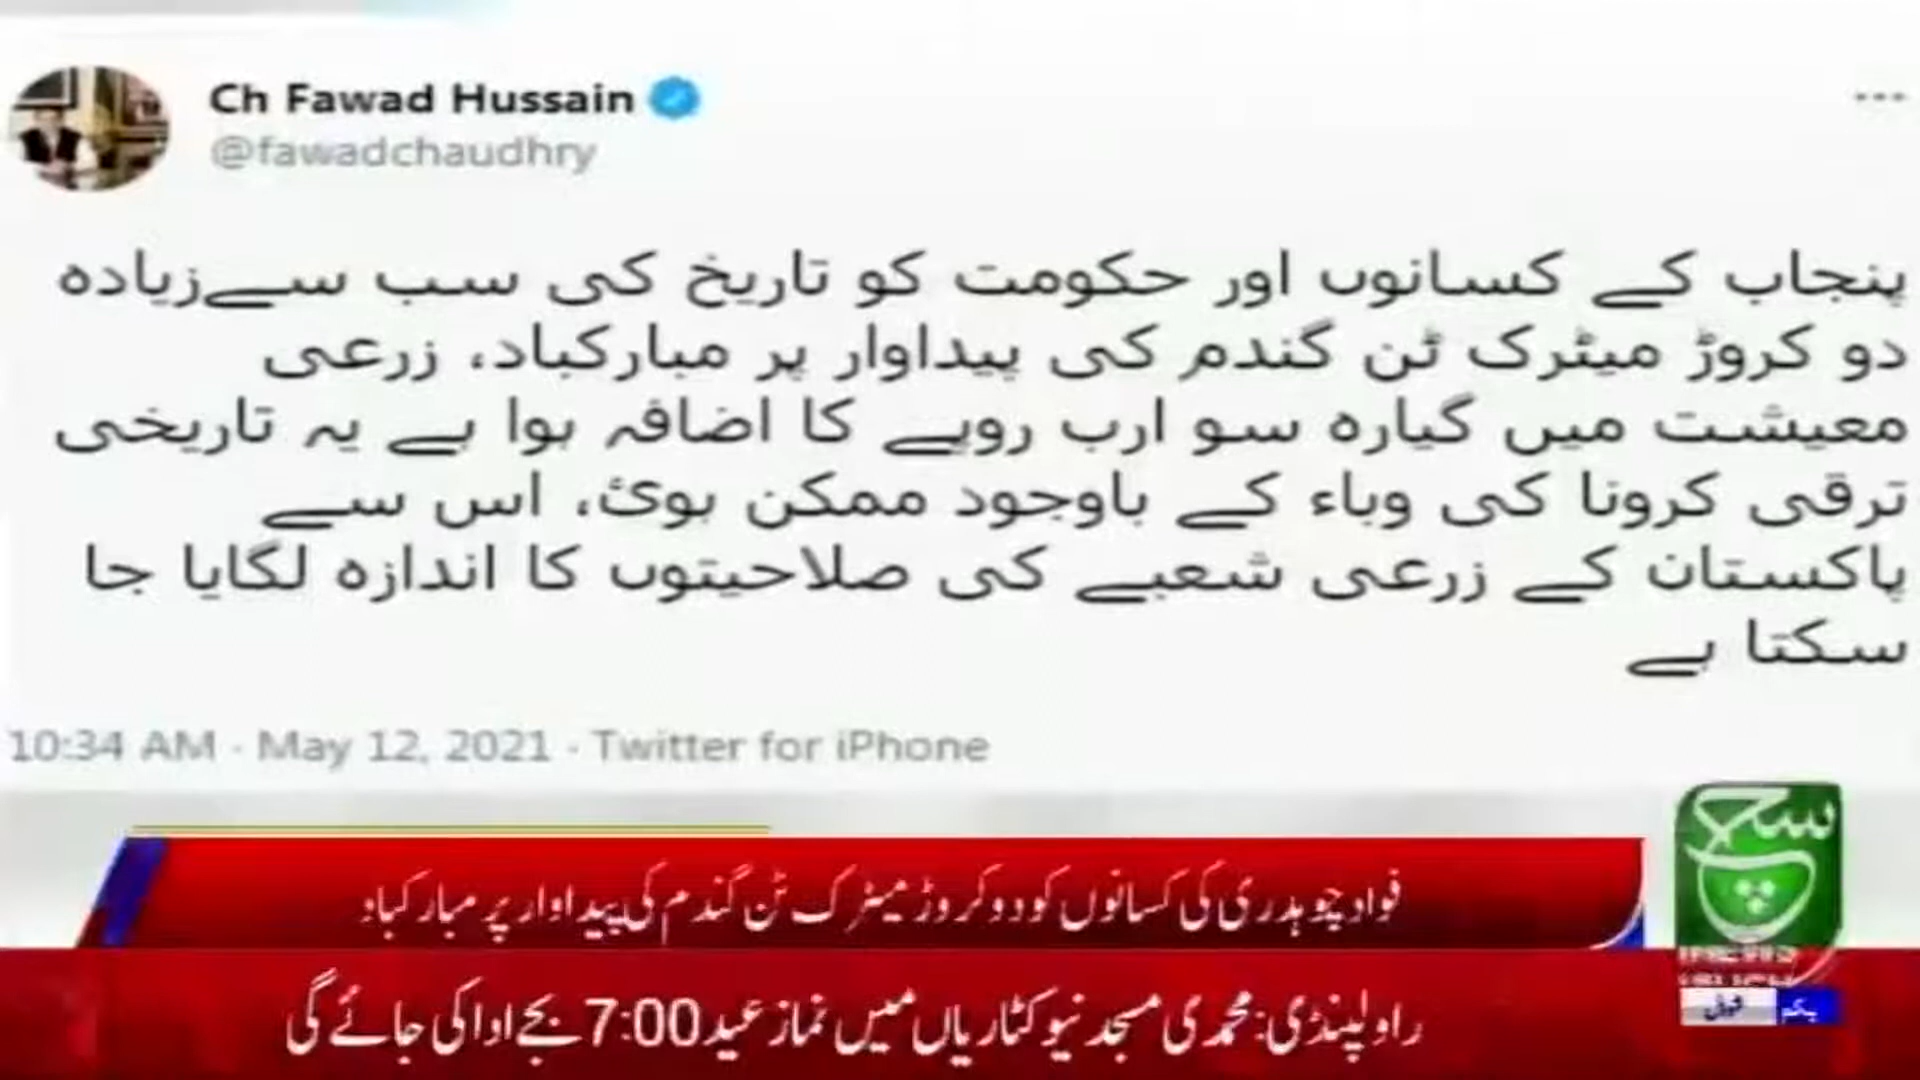 Ch Fawad Hussain
@fawadchaudhry
پنجاب کے کسانوں اور حکومت کو تاریخ کی سب سےزیادہ
دو کروڑ میٹرک ٹن گندم کی پیداوار پر مبارکباد، زرعی
معیشت میں گیارہ سو ارب روپے کا اضافہ ہوا ہے یہ تاریخی
ترقی کرونا کی وباء کے باوجود ممکن ہوئ، اس سے
پاکستان کے زرعی شعبے کی صلاحیتوں کا اندازہ لگایا جا
سکتا ہے
10:34 AM · May 12, 2021 · Twitter for iPhone
سچ
فواد چوہدری کی کسانوں کو دو کروڑ میٹرک ٹن گندم کی پیداوار پر مبارکباد
راولپنڈی: محمدی مسجد نیو کٹاریاں میں نماز عید 7:00 بجے ادا کی جائے گی